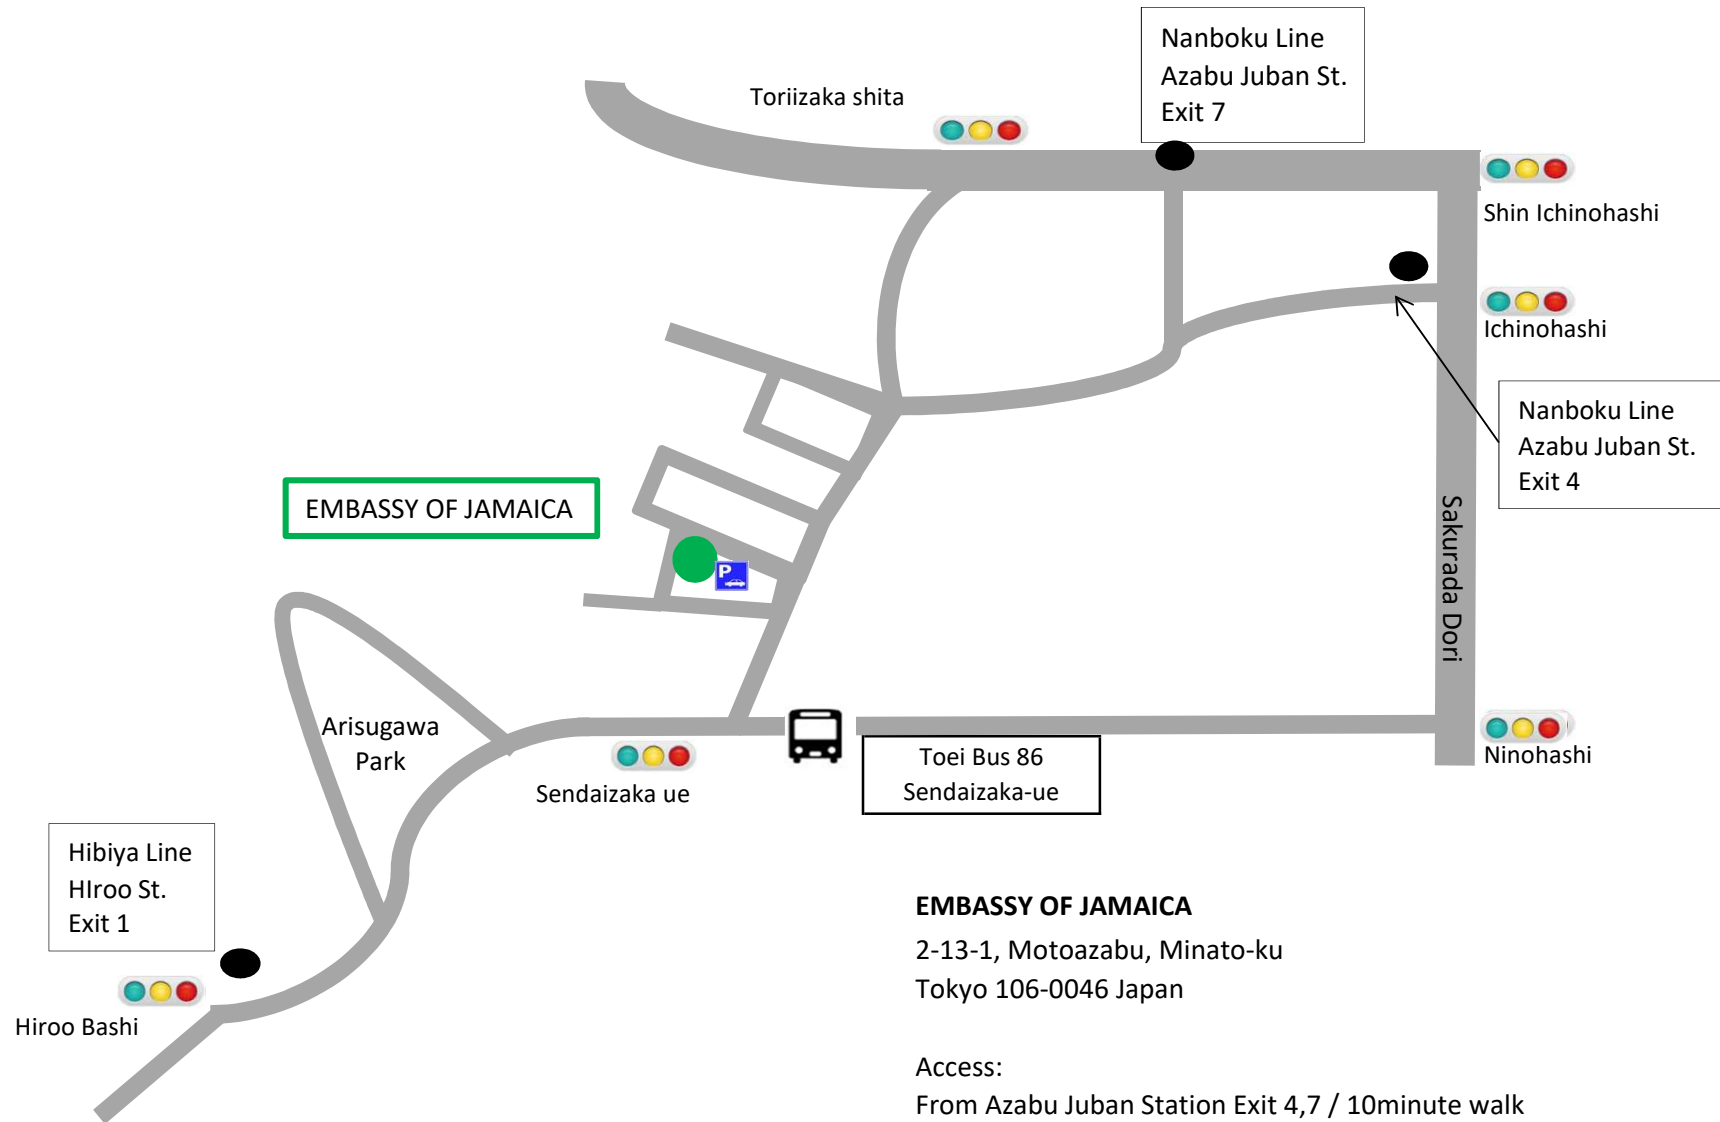 Nanboku Line
Azabu Juban St.
Exit 7
Toriizaka shita
Shin Ichinohashi
Ichinohashi
Nanboku Line
Azabu Juban St.
Exit 4
EMBASSY OF JAMAICA
P
Sakurada Dori
Arisugawa
Park
Sendaizaka ue
Toei Bus 86
Sendaizaka-ue
Ninohashi
Hibiya Line
HIroo St.
Exit 1
Hiroo Bashi
EMBASSY OF JAMAICA
2-13-1, Motoazabu, Minato-ku
Tokyo 106-0046 Japan
Access:
From Azabu Juban Station Exit 4,7 / 10minute walk